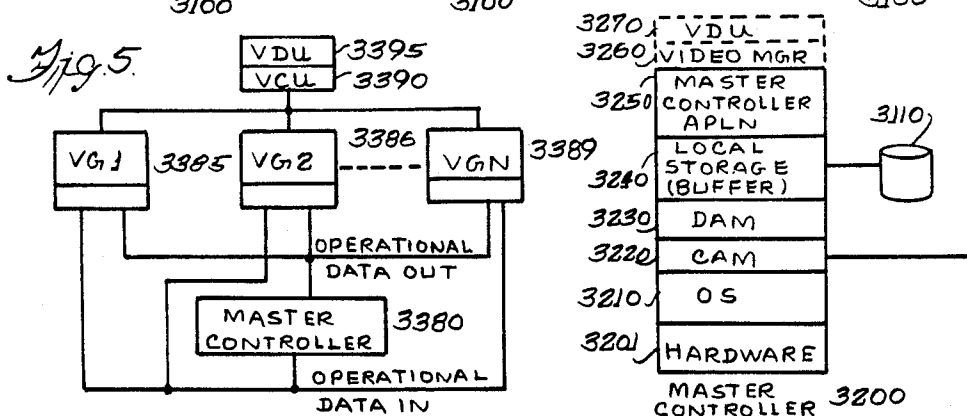 3100
3100
3100
Fig. 5.
VDU 3395
VCU 3390
VG1 3385
VG2 3386
VGN 3389
OPERATIONAL
DATA OUT
MASTER
CONTROLLER 3380
OPERATIONAL
DATA IN
3270 VDU
3260 VIDEO MGR
3250 MASTER
CONTROLLER
APLN
3110
3240 LOCAL
STORAGE
(BUFFER)
3230 DAM
3220 CAM
3210 OS
3201 HARDWARE
MASTER
CONTROLLER 3200